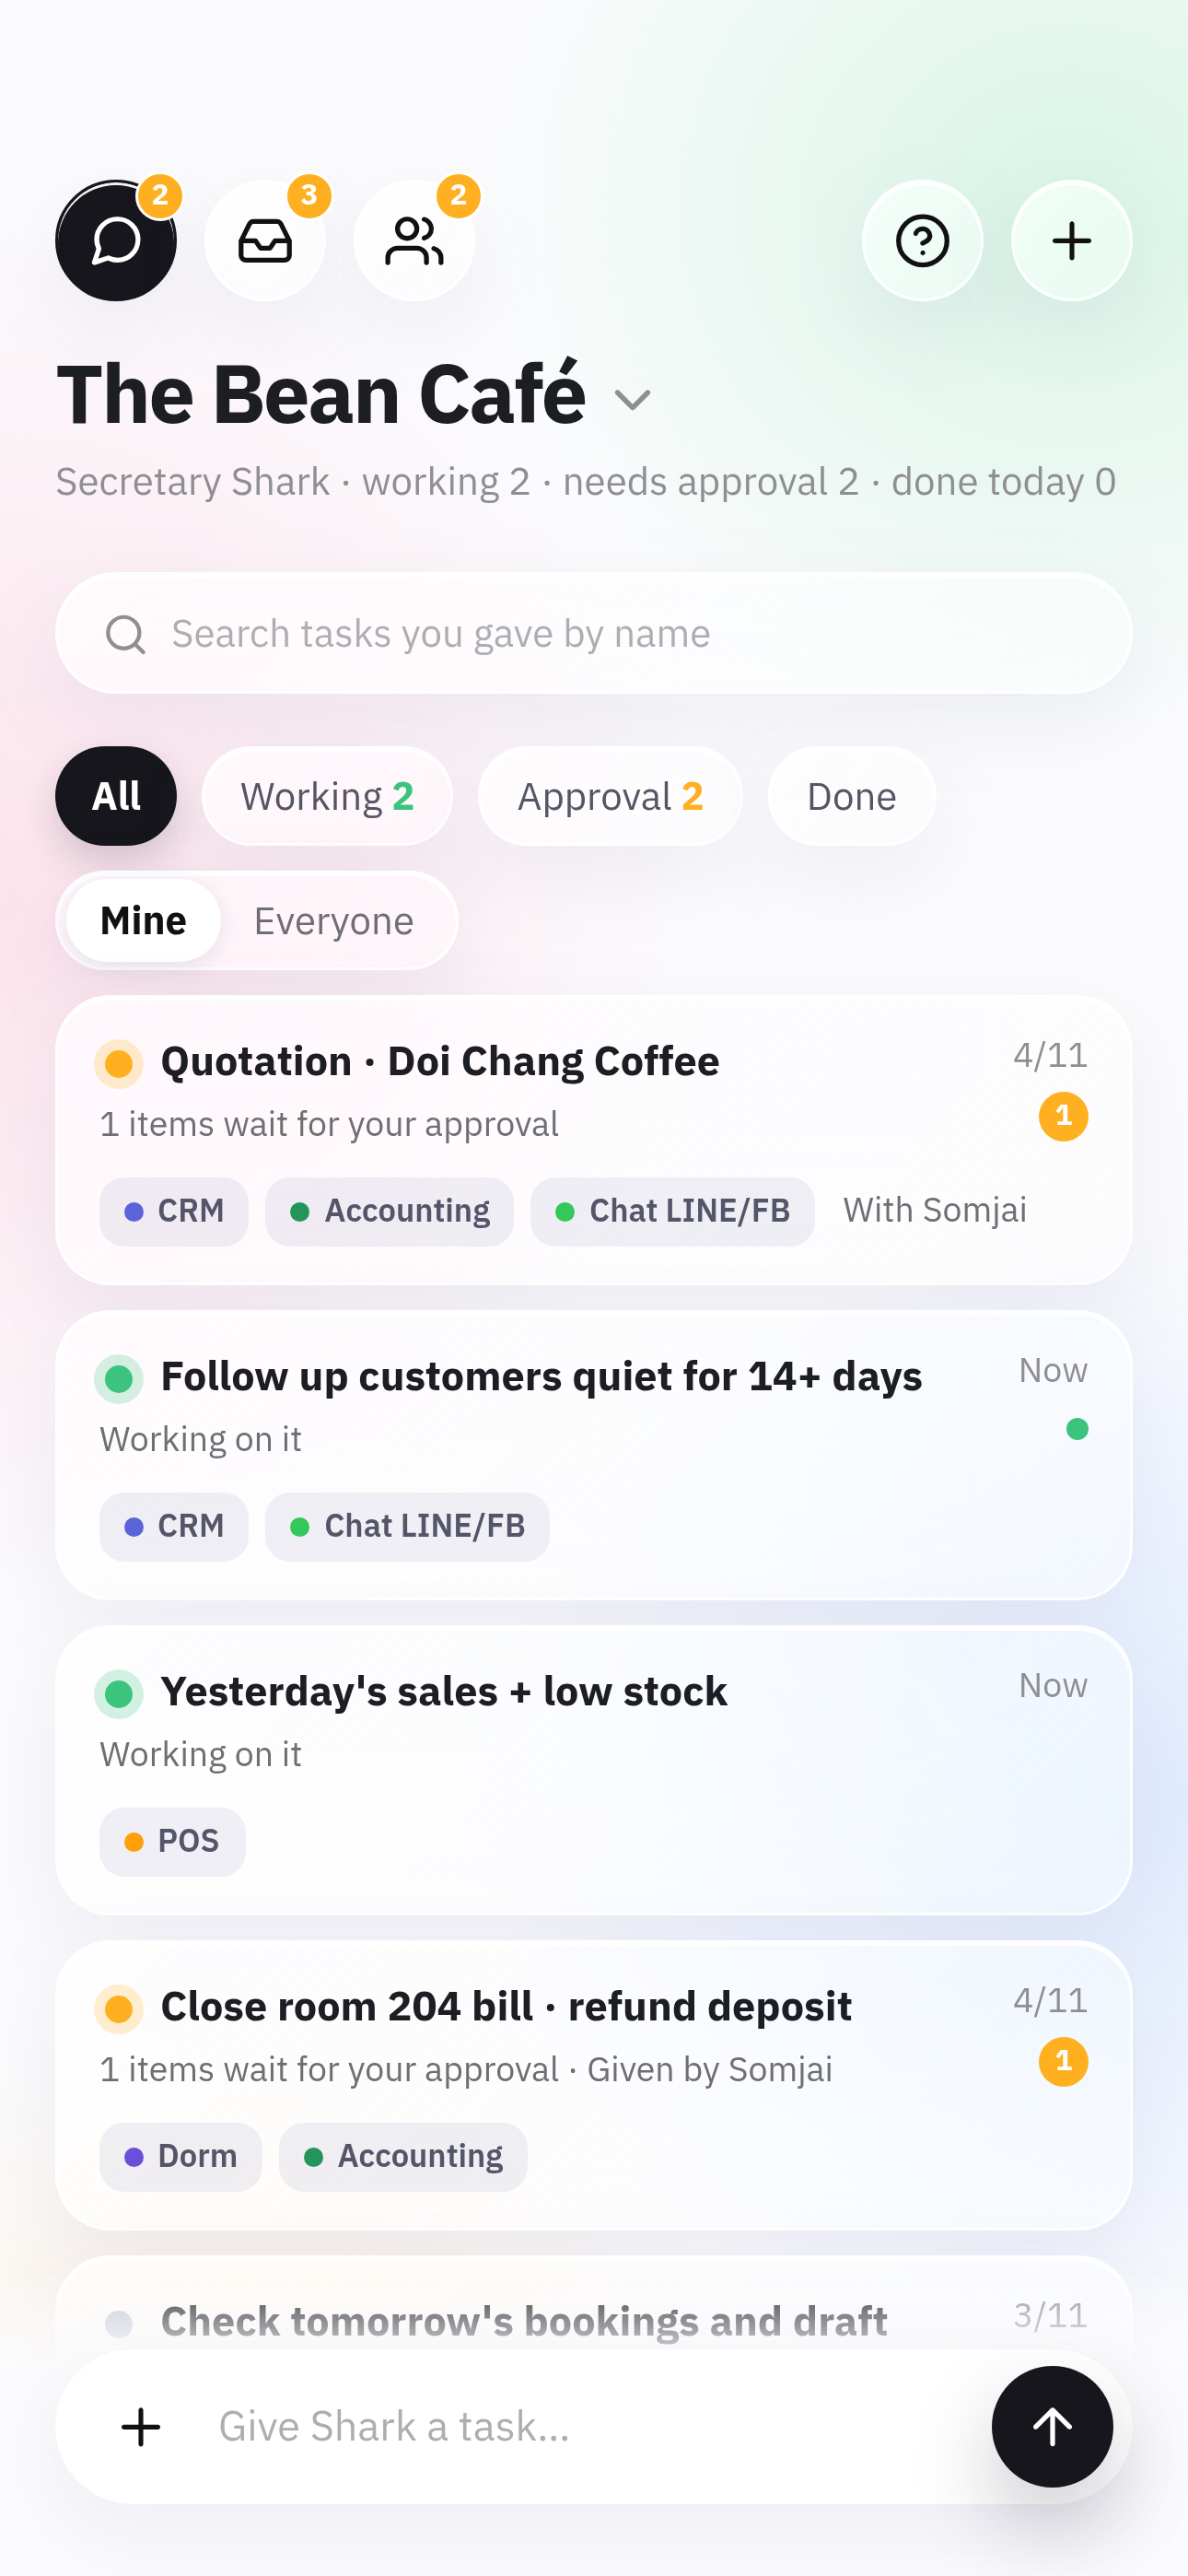 2
3
2
The Bean Café
Secretary Shark · working 2 · needs approval 2 · done today 0
Search tasks you gave by name
All
Working 2
Approval 2
Done
Mine
Everyone
Quotation · Doi Chang Coffee
4/11
1 items wait for your approval
1
CRM
Accounting
Chat LINE/FB
With Somjai
Follow up customers quiet for 14+ days
Now
Working on it
CRM
Chat LINE/FB
Yesterday's sales + low stock
Now
Working on it
POS
Close room 204 bill · refund deposit
4/11
1 items wait for your approval · Given by Somjai
1
Dorm
Accounting
Check tomorrow's bookings and draft
3/11
Give Shark a task...